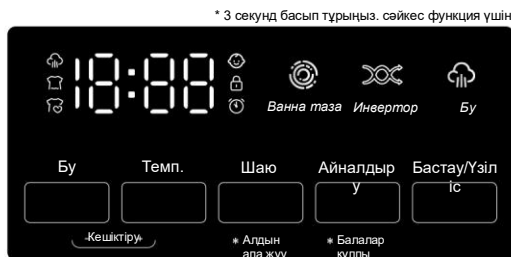 * 3 секунд басып тұрыңыз. сәйкес функция үшін
18:88
Ванна таза Инвертор Бу
Бу Темп. Шаю Айналдыр Бастау/Үзіл
у іс
Кешіктіру * Алдын * Балалар
ала жуу құлпы